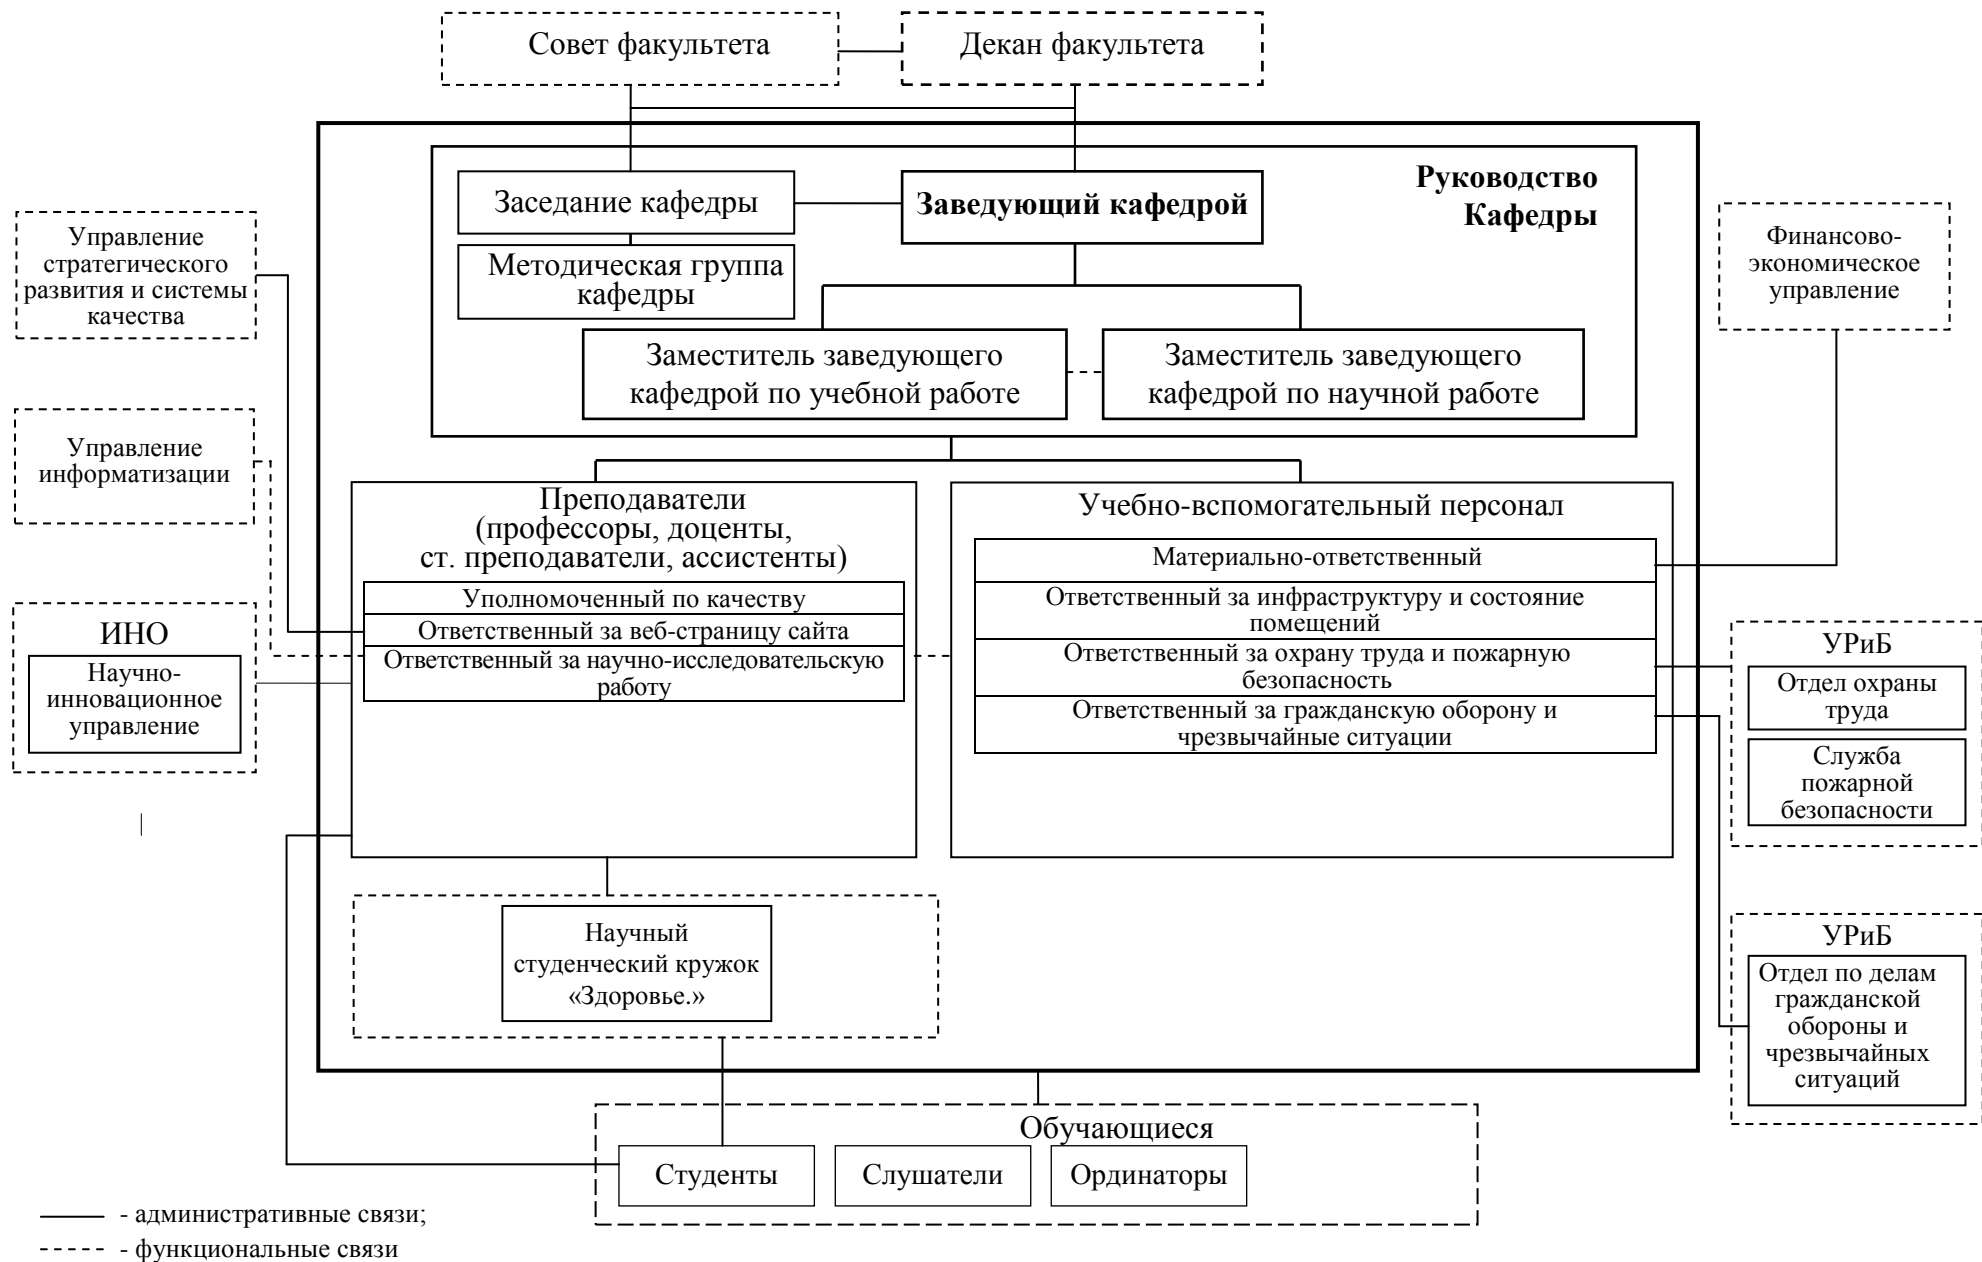 Совет факультета
Декан факультета
Руководство
Кафедры
Заседание кафедры
Заведующий кафедрой
Методическая группа
кафедры
Заместитель заведующего
кафедрой по учебной работе
Заместитель заведующего
кафедрой по научной работе
Управление
стратегического
развития и системы
качества
Финансово-
экономическое
управление
Управление
информатизации
Преподаватели
(профессоры, доценты,
ст. преподаватели, ассистенты)
Уполномоченный по качеству
Ответственный за веб-страницу сайта
Ответственный за научно-исследовательскую
работу
Учебно-вспомогательный персонал
Материально-ответственный
Ответственный за инфраструктуру и состояние
помещений
Ответственный за охрану труда и пожарную
безопасность
Ответственный за гражданскую оборону и
чрезвычайные ситуации
ИНО
Научно-
инновационное
управление
УРиБ
Отдел охраны
труда
Служба
пожарной
безопасности
Научный
студенческий кружок
«Здоровье.»
УРиБ
Отдел по делам
гражданской
обороны и
чрезвычайных
ситуаций
Обучающиеся
Студенты
Слушатели
Ординаторы
- административные связи;
- функциональные связи